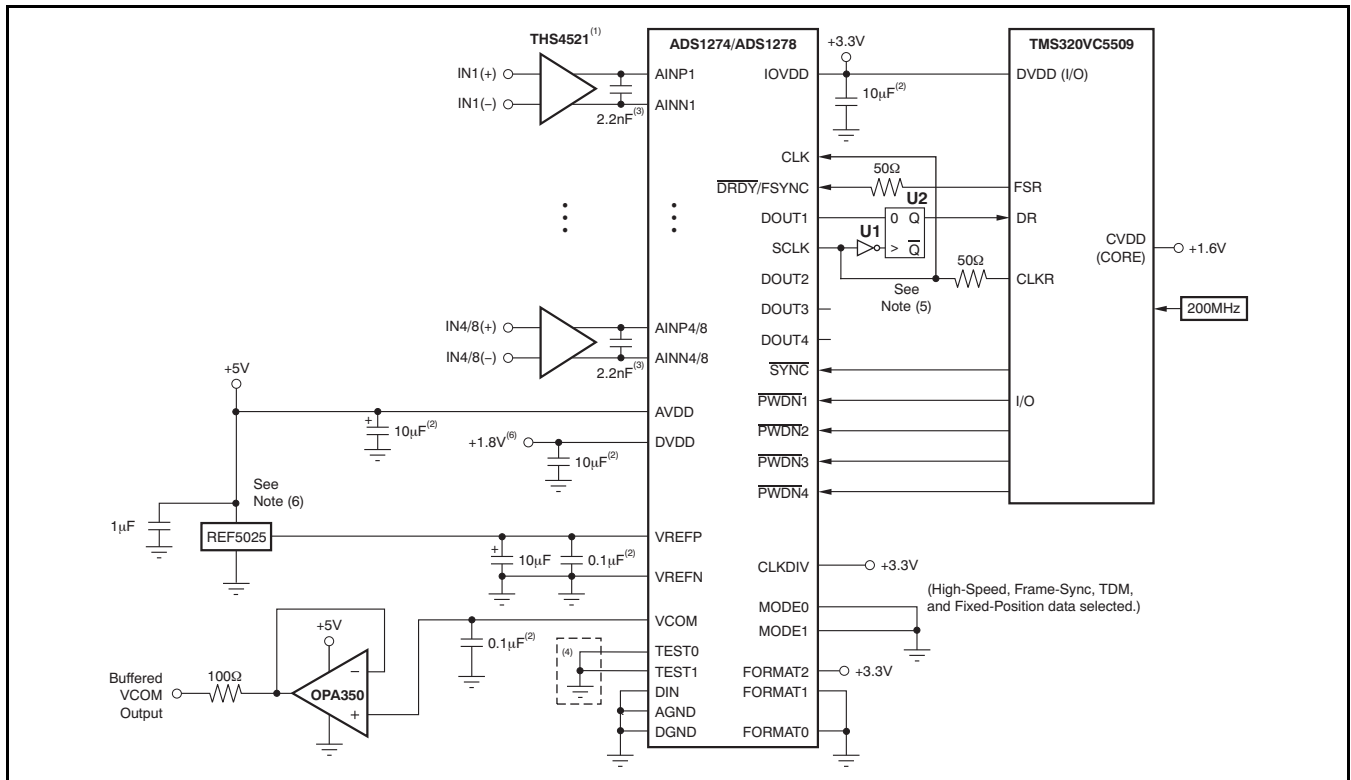 THS4521(1)
IN1(+)
IN1(−)
2.2nF(3)
IN4/8(+)
IN4/8(−)
2.2nF(3)
+5V
10μF(2)
+1.8V(6)
10μF(2)
See
Note (6)
1μF
REF5025
10μF
0.1μF(2)
+5V
0.1μF(2)
(4)
Buffered
VCOM
Output
100Ω
−
OPA350
+
ADS1274/ADS1278
AINP1
AINN1
AINP4/8
AINN4/8
AVDD
DVDD
VREFP
VREFN
VCOM
TEST0
TEST1
DIN
AGND
DGND
IOVDD
CLK
DRDY/FSYNC
DOUT1
SCLK
DOUT2
DOUT3
DOUT4
SYNC
PWDN1
PWDN2
PWDN3
PWDN4
CLKDIV
MODE0
MODE1
FORMAT2
FORMAT1
FORMAT0
+3.3V
10μF(2)
50Ω
U2
0 Q
U1
> Q
50Ω
See
Note (5)
+3.3V
(High-Speed, Frame-Sync, TDM,
and Fixed-Position data selected.)
+3.3V
TMS320VC5509
DVDD (I/O)
FSR
DR
CVDD
(CORE)
+1.6V
CLKR
200MHz
I/O